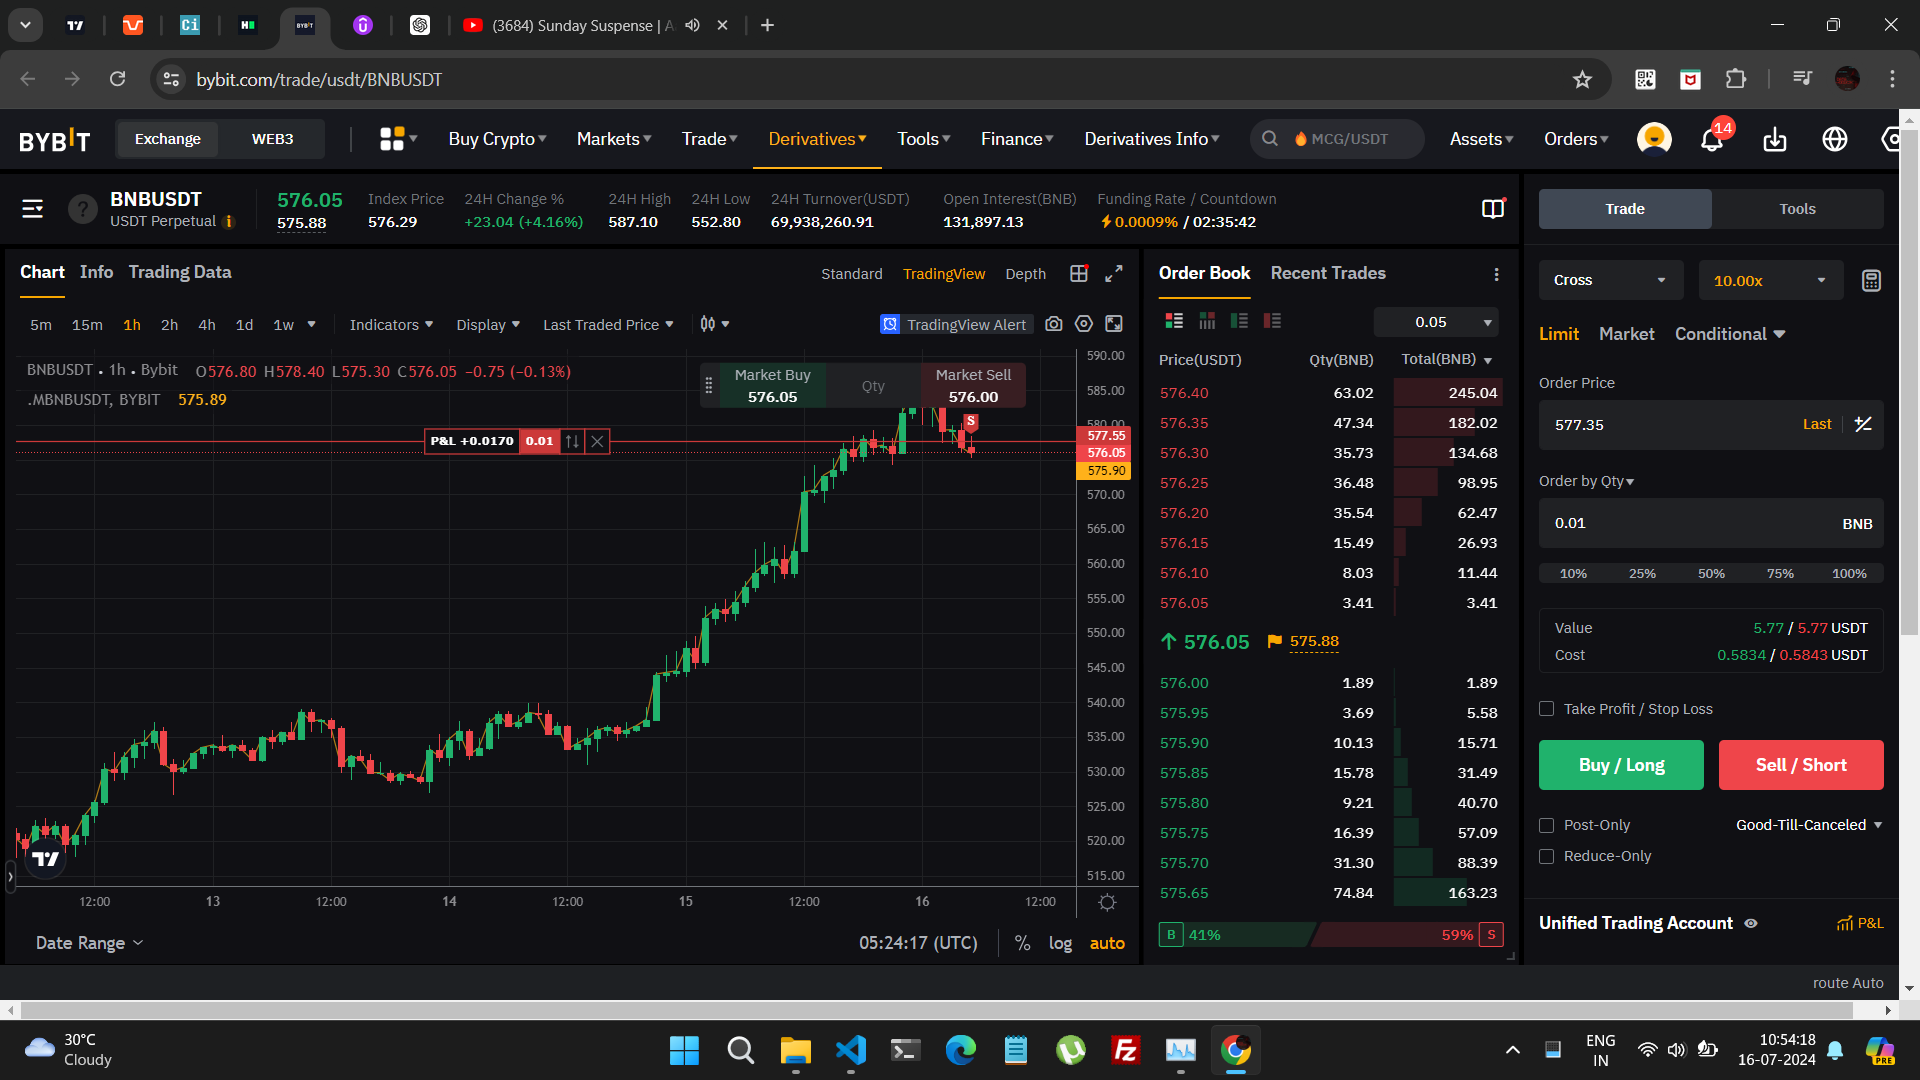 (3684) Sunday Suspense | A
bybit.com/trade/usdt/BNBUSDT
BYBIT Exchange WEB3 Buy Crypto Markets Trade Derivatives Tools Finance Derivatives Info MCG/USDT Assets Orders 14
BNBUSDT
USDT Perpetual
576.05
575.88
Index Price
576.29
24H Change %
+23.04 (+4.16%)
24H High
587.10
24H Low
552.80
24H Turnover(USDT)
69,938,260.91
Open Interest(BNB)
131,897.13
Funding Rate / Countdown
0.0009% / 02:35:42
Chart Info Trading Data
Standard TradingView Depth
5m 15m 1h 2h 4h 1d 1w Indicators Display Last Traded Price TradingView Alert
BNBUSDT • 1h • Bybit O576.80 H578.40 L575.30 C576.05 −0.75 (−0.13%)
.MBNBUSDT, BYBIT 575.89
Market Buy
576.05
Qty
Market Sell
576.00
P&L +0.0170 0.01
S
590.00
585.00
580.00
577.55
576.05
575.90
570.00
565.00
560.00
555.00
550.00
545.00
540.00
535.00
530.00
525.00
520.00
515.00
12:00 13 12:00 14 12:00 15 12:00 16 12:00
Date Range
05:24:17 (UTC) % log auto
Order Book Recent Trades
0.05
Price(USDT) Qty(BNB) Total(BNB)
576.40 63.02 245.04
576.35 47.34 182.02
576.30 35.73 134.68
576.25 36.48 98.95
576.20 35.54 62.47
576.15 15.49 26.93
576.10 8.03 11.44
576.05 3.41 3.41
576.05 575.88
576.00 1.89 1.89
575.95 3.69 5.58
575.90 10.13 15.71
575.85 15.78 31.49
575.80 9.21 40.70
575.75 16.39 57.09
575.70 31.30 88.39
575.65 74.84 163.23
B 41% 59% S
Trade Tools
Cross 10.00x
Limit Market Conditional
Order Price
577.35 Last
Order by Qty
0.01 BNB
10% 25% 50% 75% 100%
Value 5.77 / 5.77 USDT
Cost 0.5834 / 0.5843 USDT
Take Profit / Stop Loss
Buy / Long Sell / Short
Post-Only Good-Till-Canceled
Reduce-Only
Unified Trading Account P&L
route Auto
30°C
Cloudy
ENG
IN
10:54:18
16-07-2024
PRE